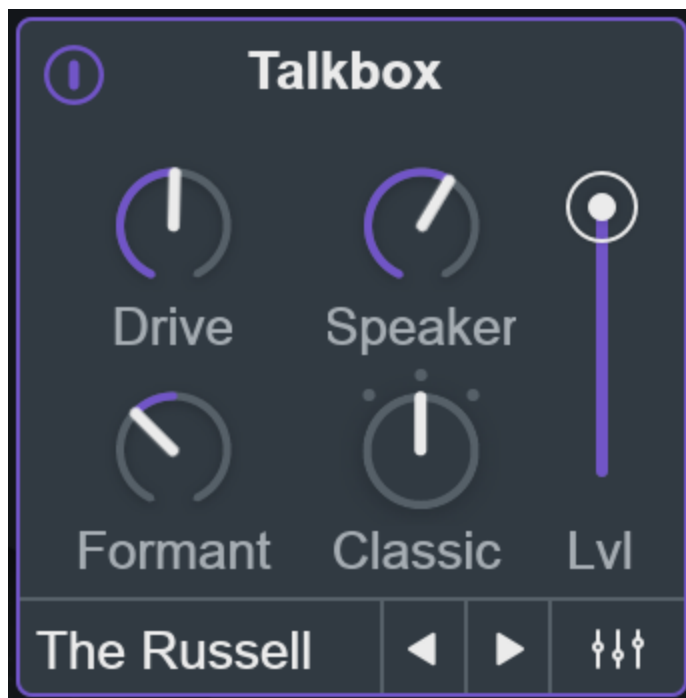 Talkbox
Drive Speaker
Formant Classic Lvl
The Russell